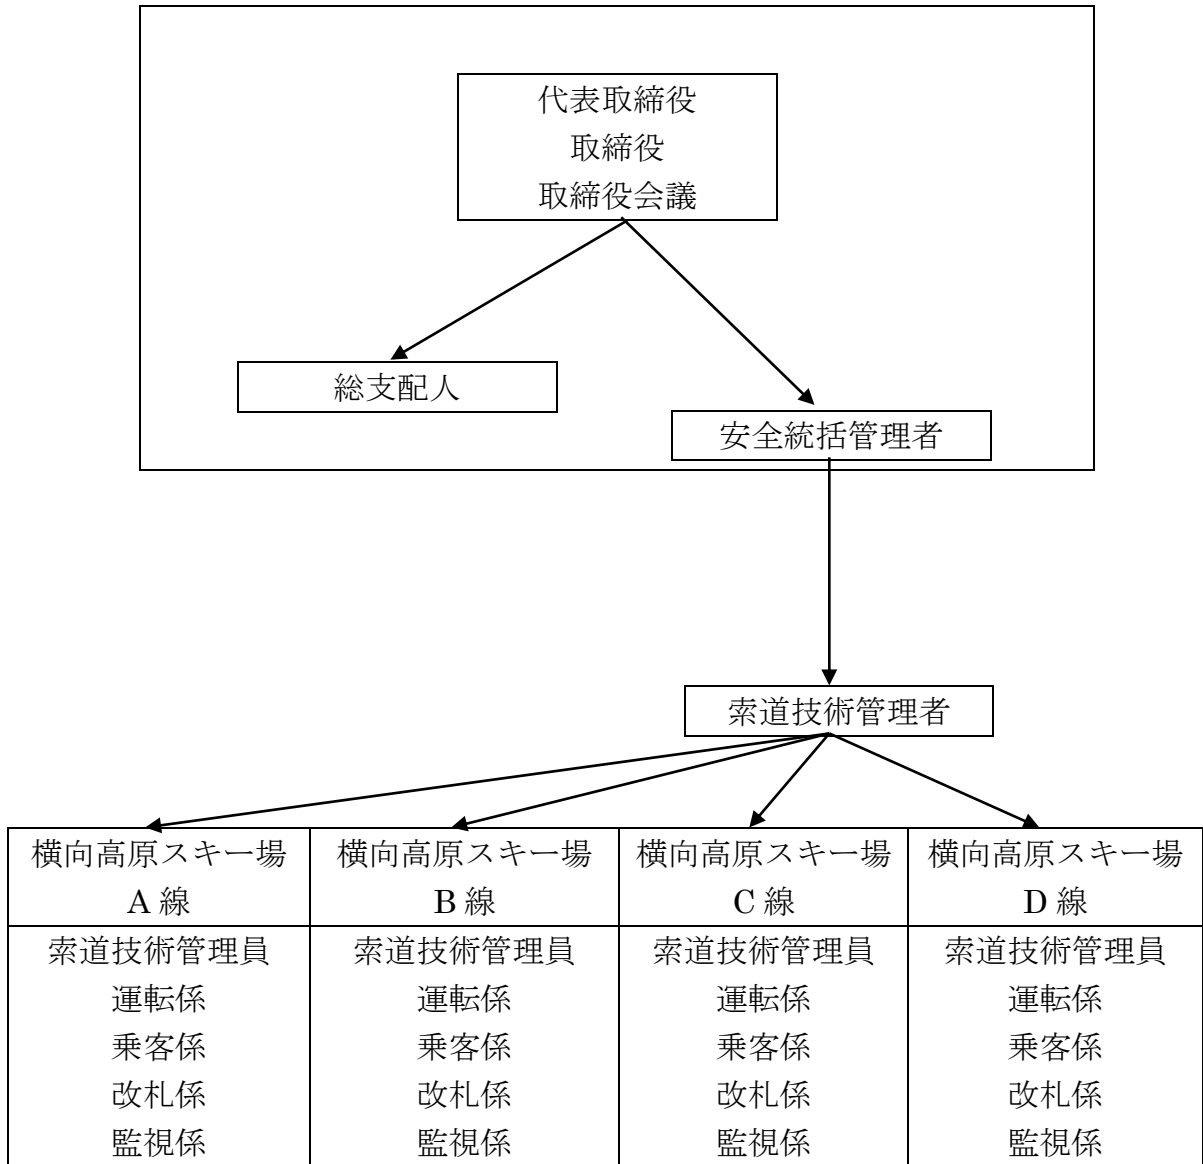 代表取締役
取締役
取締役会議
総支配人
安全統括管理者
索道技術管理者
横向高原スキー場 横向高原スキー場 横向高原スキー場 横向高原スキー場
A 線 B 線 C 線 D 線
索道技術管理員 索道技術管理員 索道技術管理員 索道技術管理員
運転係 運転係 運転係 運転係
乗客係 乗客係 乗客係 乗客係
改札係 改札係 改札係 改札係
監視係 監視係 監視係 監視係